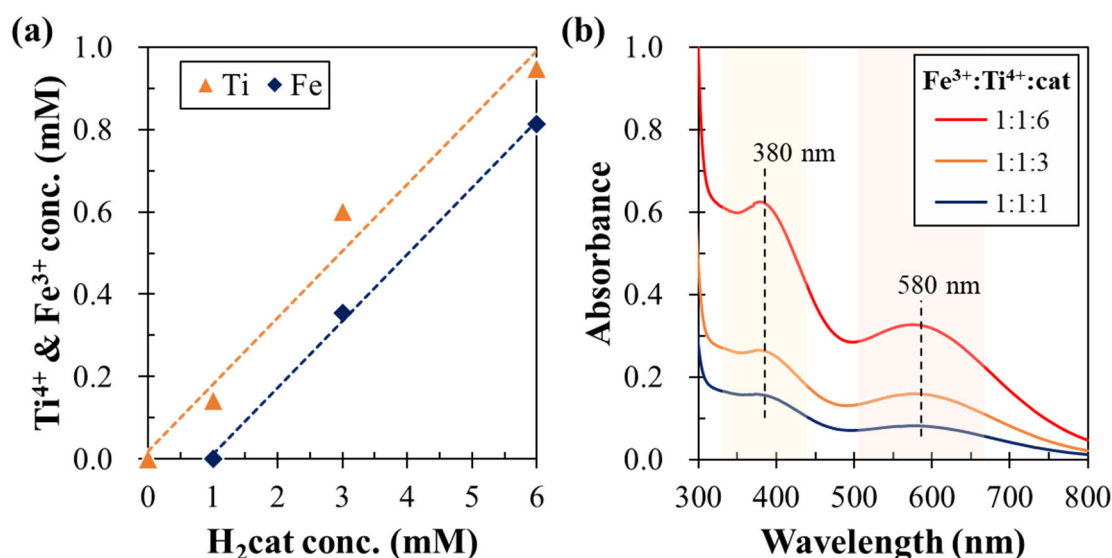 (a)
Ti⁴⁺ & Fe³⁺ conc. (mM)
1.0
0.8
0.6
0.4
0.2
0.0
Ti
Fe
0 1 3 6
H₂cat conc. (mM)
(b)
Absorbance
1.0
0.8
0.6
0.4
0.2
0.0
380 nm
580 nm
Fe³⁺:Ti⁴⁺:cat
1:1:6
1:1:3
1:1:1
300 400 500 600 700 800
Wavelength (nm)